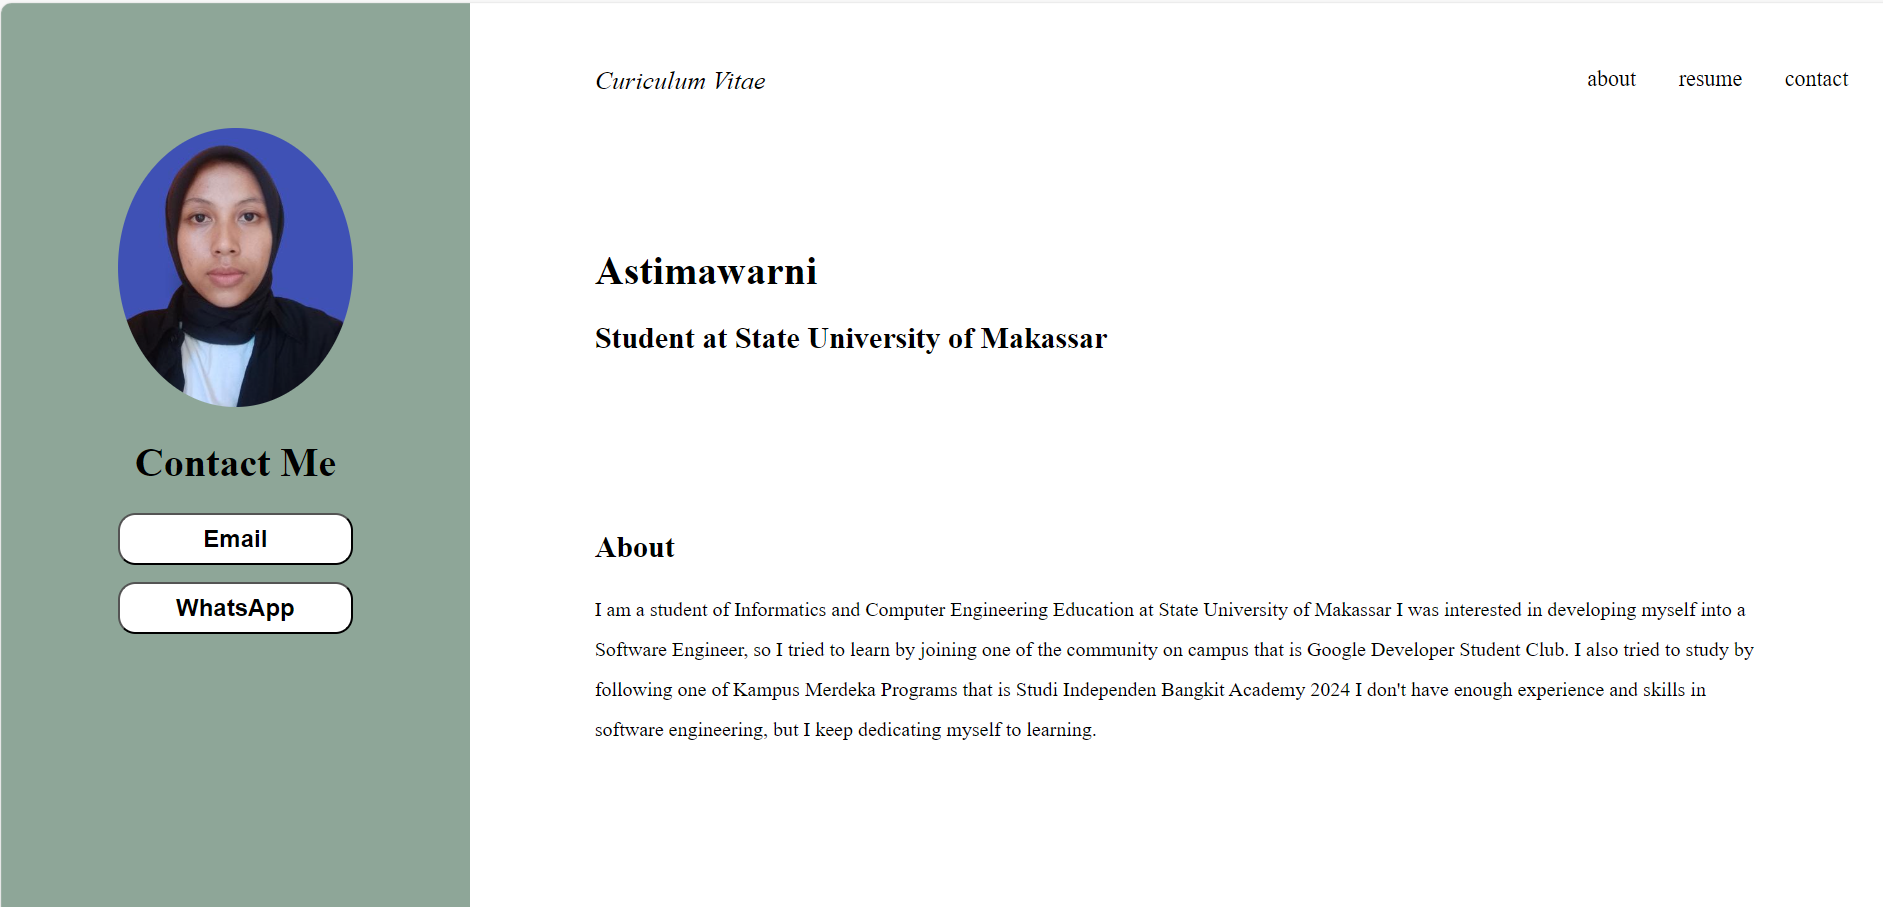 Curiculum Vitae
about resume contact
Astimawarni
Student at State University of Makassar
Contact Me
Email
WhatsApp
About
I am a student of Informatics and Computer Engineering Education at State University of Makassar I was interested in developing myself into a
Software Engineer, so I tried to learn by joining one of the community on campus that is Google Developer Student Club. I also tried to study by
following one of Kampus Merdeka Programs that is Studi Independen Bangkit Academy 2024 I don't have enough experience and skills in
software engineering, but I keep dedicating myself to learning.